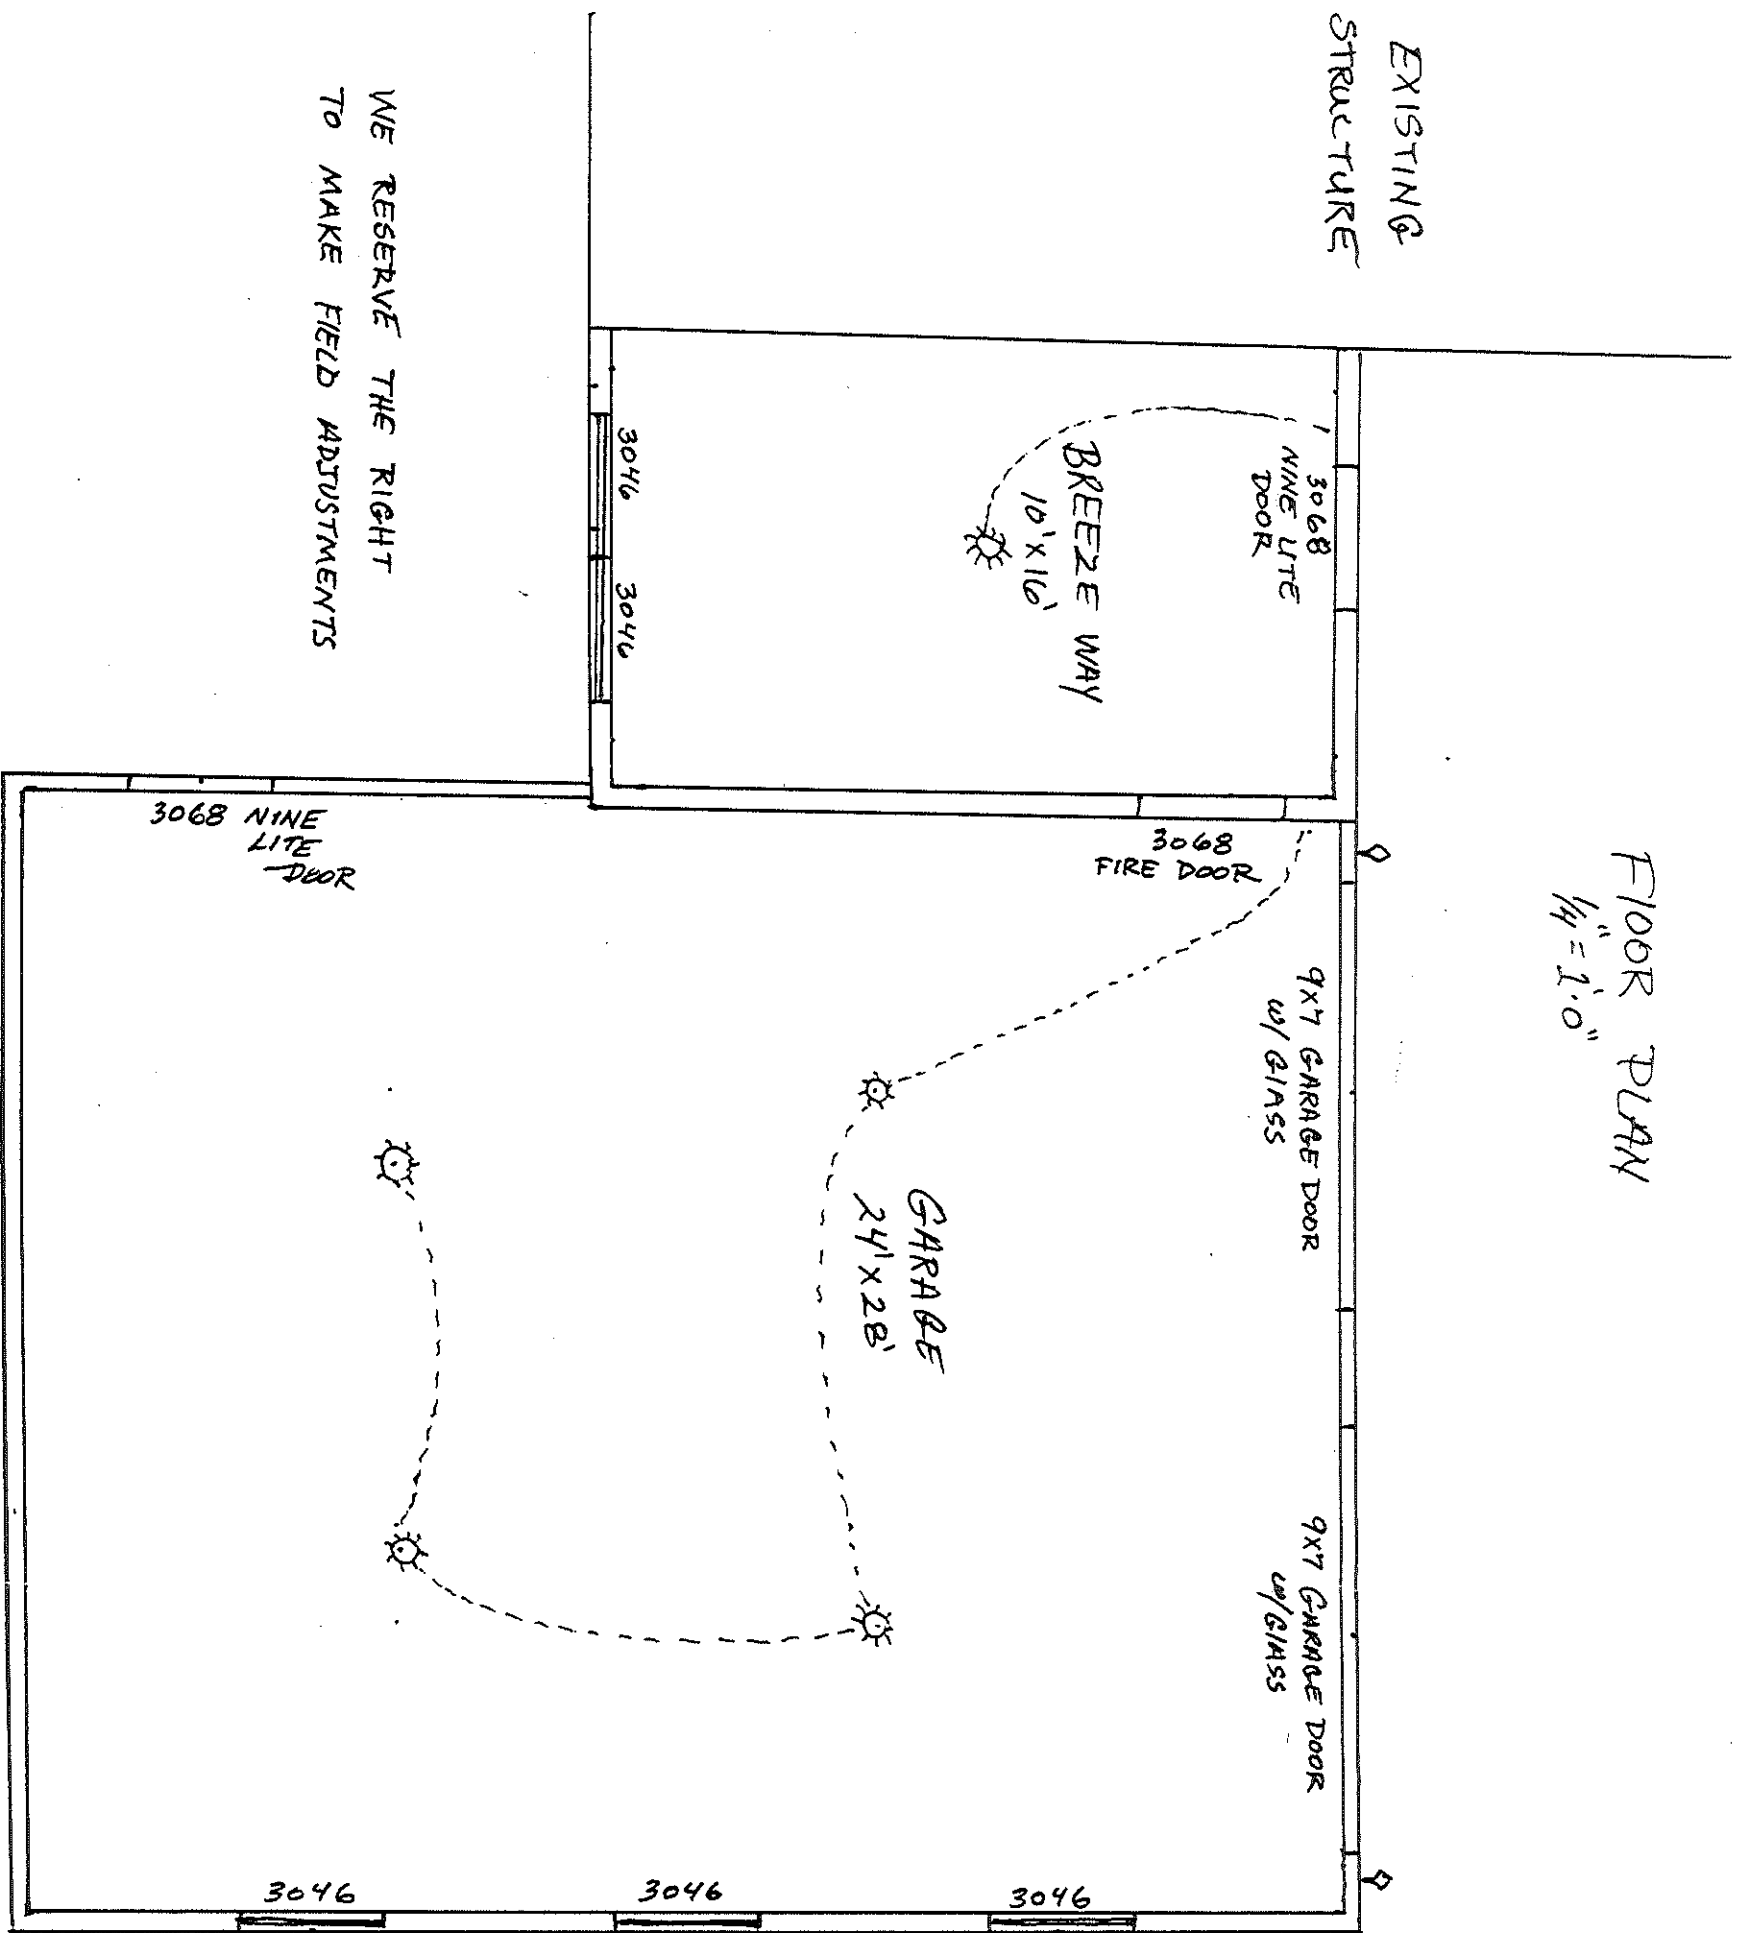 EXISTING
STRUCTURE
FlOOR PLAN
1/4" = 1'.0"
3068
NINE LITE
DOOR
BREEZE WAY
10' x 16'
3046
3046
WE RESERVE THE RIGHT
TO MAKE FIELD ADJUSTMENTS
3068 NINE
LITE
DOOR
3068
FIRE DOOR
9x7 GARAGE DOOR
w/ GlASS
9x7 GARAGE DOOR
w/GlASS
GARAGE
24' x 28'
3046
3046
3046